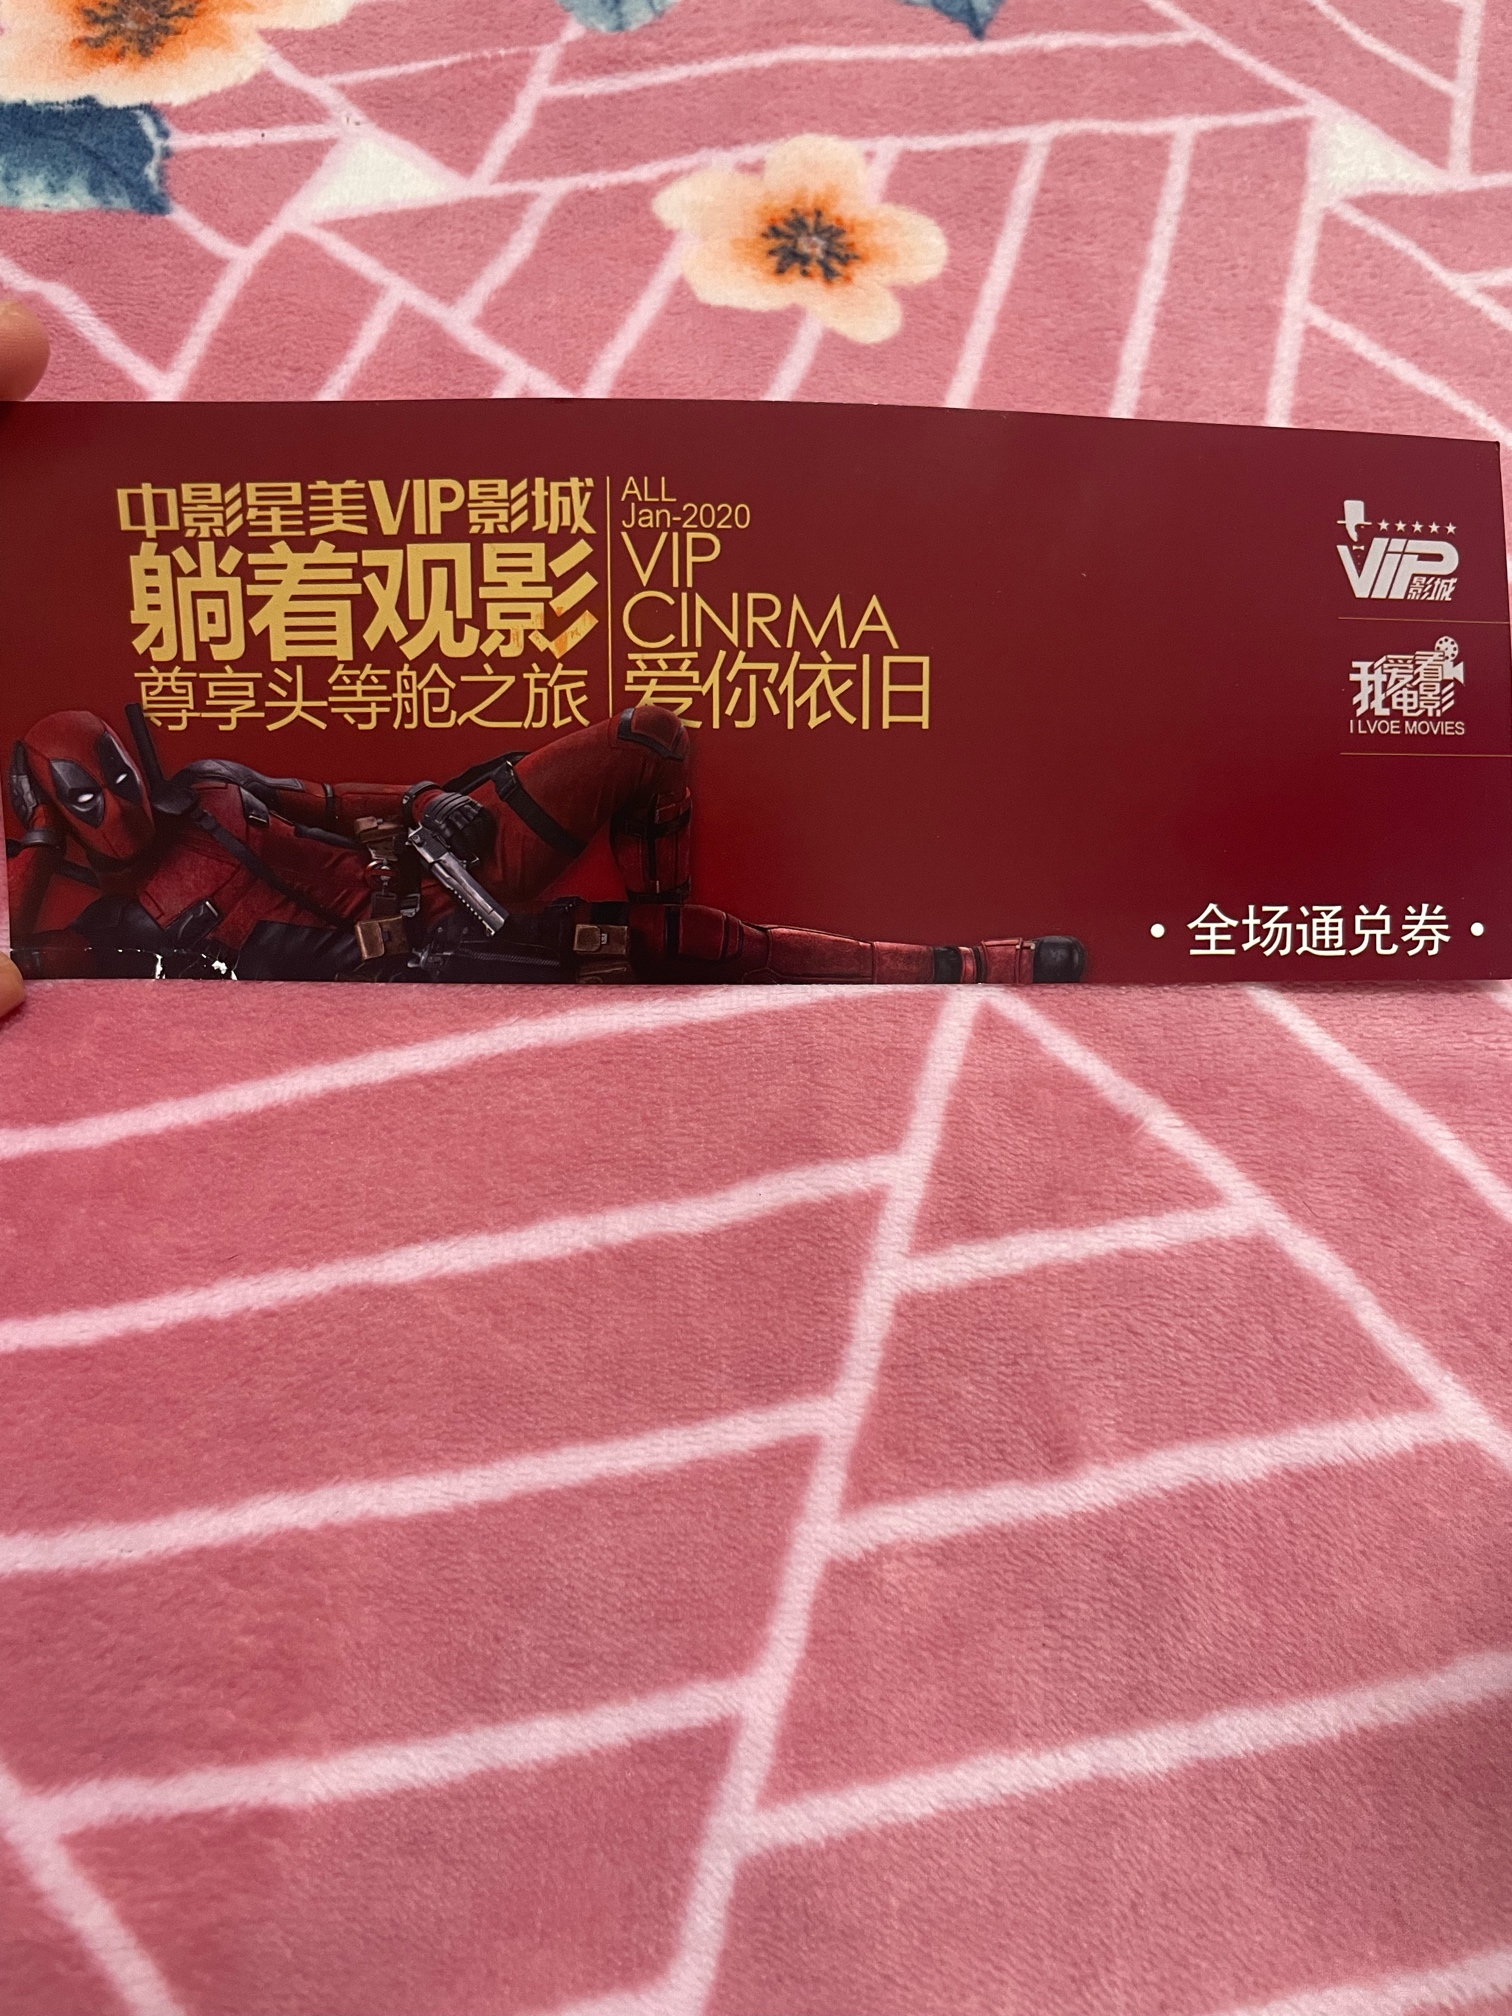 中影星美VIP影城
躺着观影
尊享头等舱之旅
ALL
Jan-2020
VIP
CINRMA
爱你依旧
VIP影城
我爱看电影
I LVOE MOVIES
·全场通兑券·